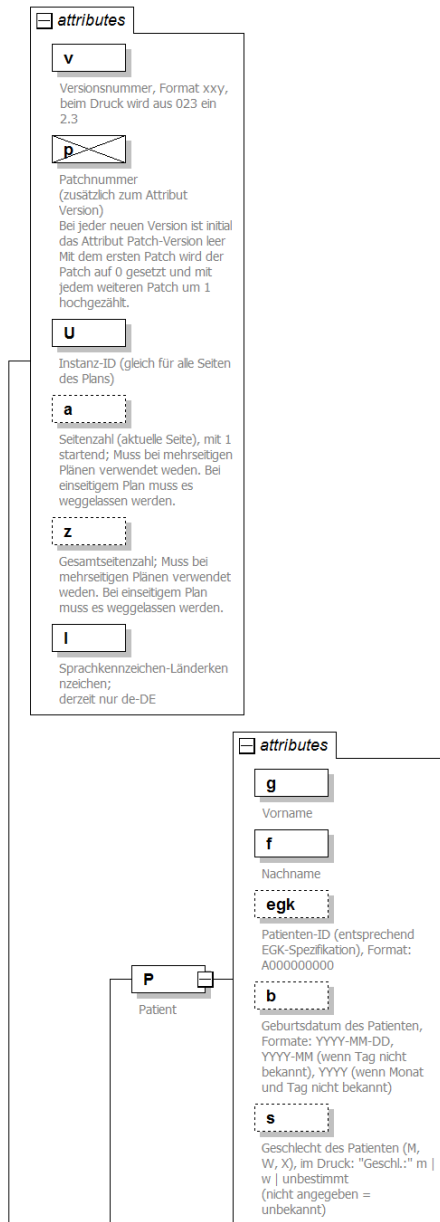 attributes
v
Versionsnummer, Format xxy,
beim Druck wird aus 023 ein
2.3
p
Patchnummer
(zusätzlich zum Attribut
Version)
Bei jeder neuen Version ist initial
das Attribut Patch-Version leer
Mit dem ersten Patch wird der
Patch auf 0 gesetzt und mit
jedem weiteren Patch um 1
hochgezählt.
U
Instanz-ID (gleich für alle Seiten
des Plans)
a
Seitenzahl (aktuelle Seite), mit 1
startend; Muss bei mehrseitigen
Plänen verwendet weden. Bei
einseitigem Plan muss es
weggelassen werden.
z
Gesamtseitenzahl; Muss bei
mehrseitigen Plänen verwendet
weden. Bei einseitigem Plan
muss es weggelassen werden.
l
Sprachkennzeichen-Länderken
nzeichen;
derzeit nur de-DE
attributes
g
Vorname
f
Nachname
egk
Patienten-ID (entsprechend
EGK-Spezifikation), Format:
A000000000
P
Patient
b
Geburtsdatum des Patienten,
Formate: YYYY-MM-DD,
YYYY-MM (wenn Tag nicht
bekannt), YYYY (wenn Monat
und Tag nicht bekannt)
s
Geschlecht des Patienten (M,
W, X), im Druck: "Geschl.:" m |
w | unbestimmt
(nicht angegeben =
unbekannt)